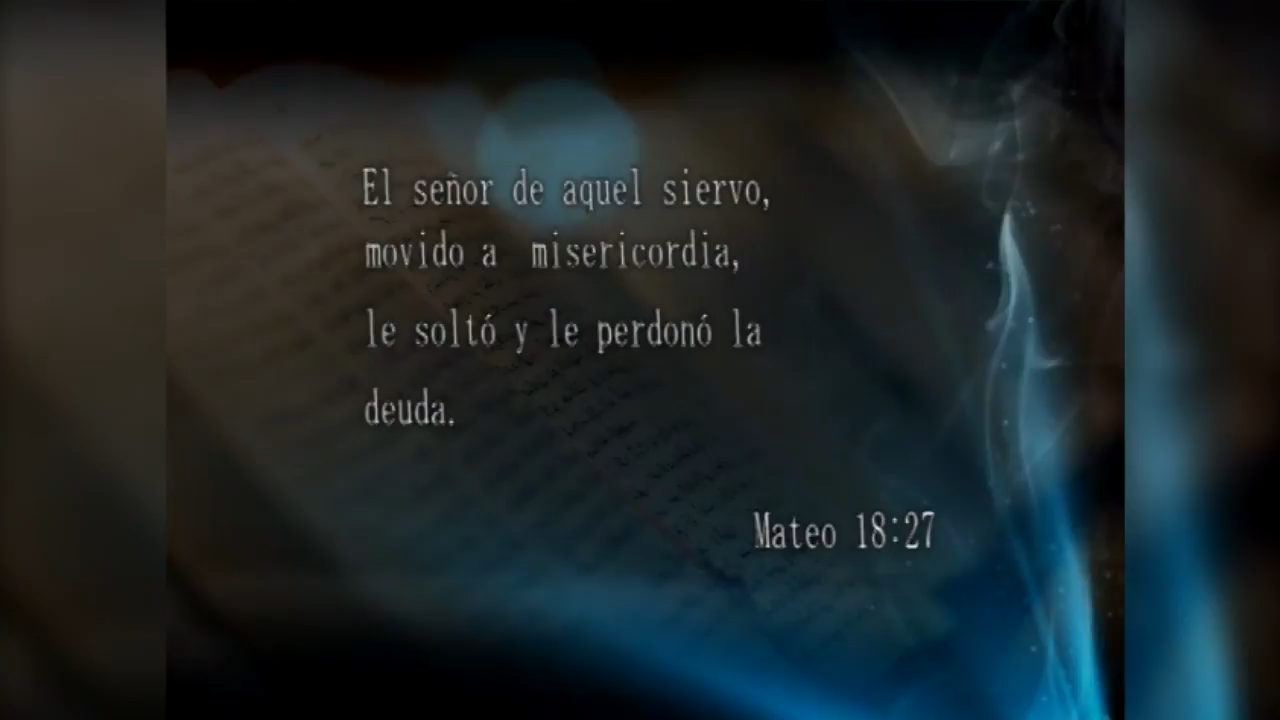 El señor de aquel siervo,
movido a misericordia,
le soltó y le perdonó la
deuda.
Mateo 18:27